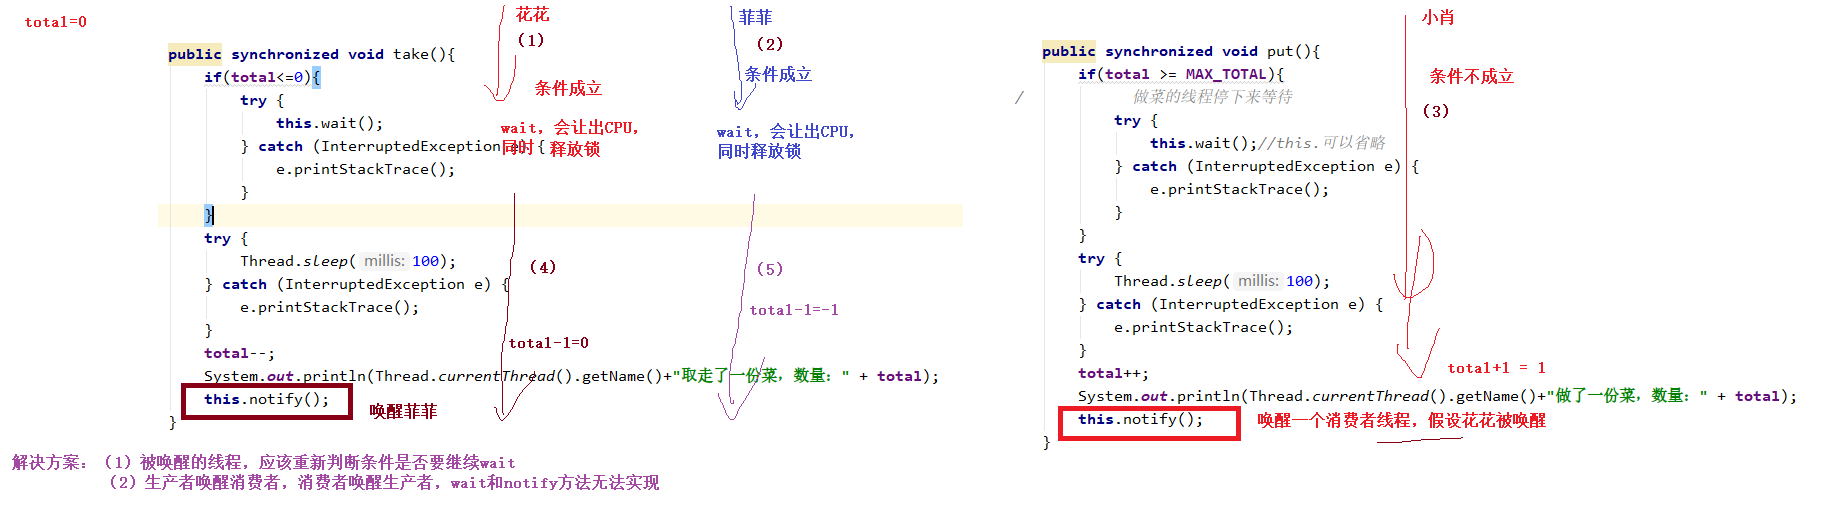 total=0
花花
(1)
public synchronized void take(){
if(total<=0){
条件成立
try {
this.wait();
wait，会让出CPU，
同时 释放锁
} catch (InterruptedException e) {
e.printStackTrace();
}
}
try {
Thread.sleep( millis: 100);
(4)
} catch (InterruptedException e) {
e.printStackTrace();
}
total-1=0
total--;
System.out.println(Thread.currentThread().getName()+"取走了一份菜，数量：" + total);
this.notify();
唤醒菲菲
}
菲菲
(2)
条件成立
wait，会让出CPU，
同时释放锁
(5)
total-1=-1
小肖
public synchronized void put(){
if(total >= MAX_TOTAL){
条件不成立
/ 做菜的线程停下来等待
(3)
try {
this.wait();//this.可以省略
} catch (InterruptedException e) {
e.printStackTrace();
}
}
try {
Thread.sleep( millis: 100);
} catch (InterruptedException e) {
e.printStackTrace();
}
total+1 = 1
total++;
System.out.println(Thread.currentThread().getName()+"做了一份菜，数量：" + total);
this.notify();
唤醒一个消费者线程，假设花花被唤醒
}
解决方案：（1）被唤醒的线程，应该重新判断条件是否要继续wait
（2）生产者唤醒消费者，消费者唤醒生产者，wait和notify方法无法实现